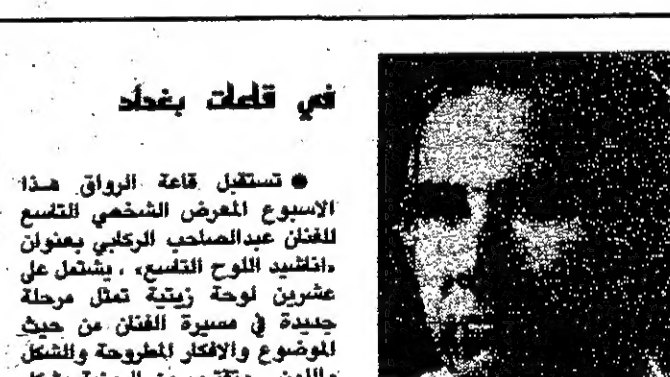 في قاعات بغداد
● تستقبل قاعة الرواق هذا
الاسبوع المعرض الشخصي التاسع
للفنان عبدالصاحب الركابي بعنوان
«اناشيد اللوح التاسع» ، يشتمل على
عشرين لوحة زيتية تمثل مرحلة
جديدة في مسيرة الفنان من حيث
الموضوع والافكار المطروحة والشكل